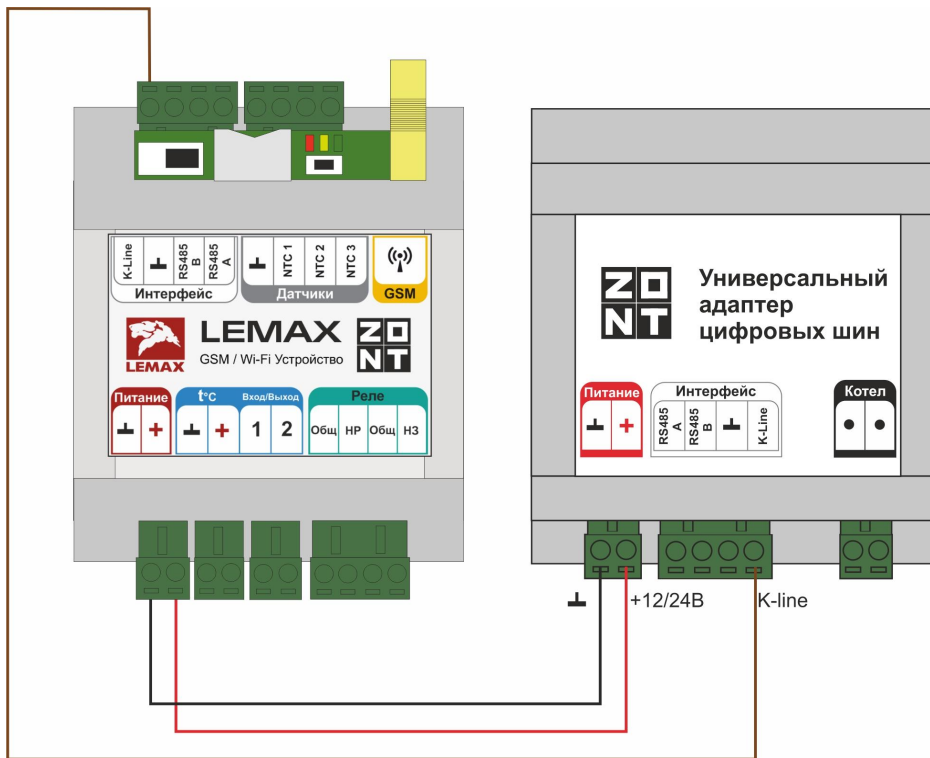 K-Line
RS485 B
RS485 A
Интерфейс
NTC 1
NTC 2
NTC 3
Датчики
GSM
LEMAX
LEMAX
GSM / Wi-Fi Устройство
ZONT
Питание
+
t°C
+
Вход/Выход
1
2
Реле
Общ
НР
Общ
НЗ
ZONT
Универсальный
адаптер
цифровых шин
Питание
+
Интерфейс
RS485 A
RS485 B
K-Line
Котел
+12/24В
K-line